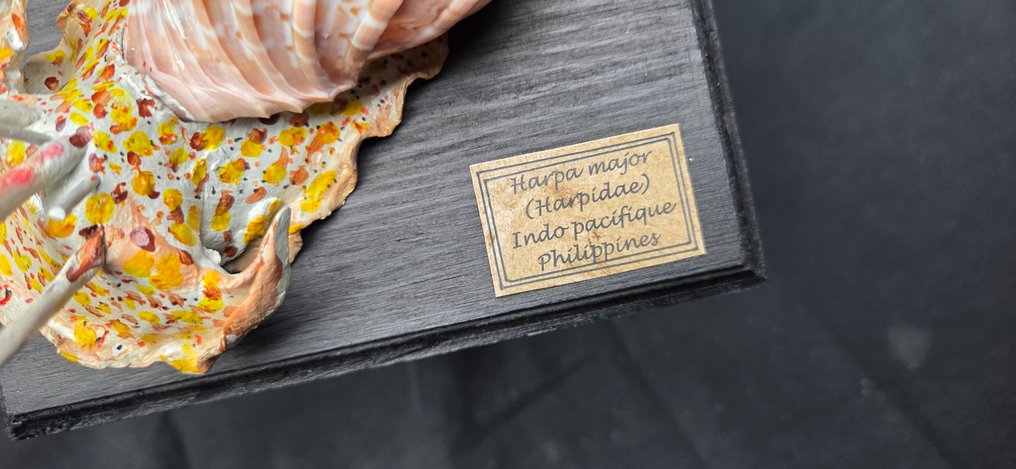 Harpa major
(Harpidae)
Indo pacifique
Philippines